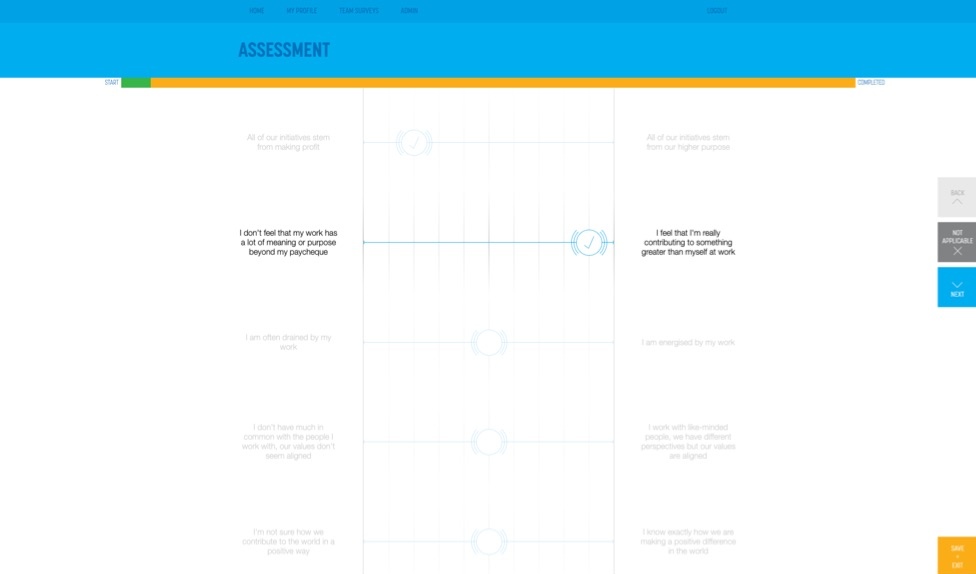 HOME
MY PROFILE
TEAM SURVEYS
ADMIN
LOGOUT
ASSESSMENT
START
COMPLETED
All of our initiatives stem
from making profit
All of our initiatives stem
from our higher purpose
BACK
I don't feel that my work has
a lot of meaning or purpose
beyond my paycheque
I feel that I'm really
contributing to something
greater than myself at work
NOT
APPLICABLE
NEXT
I am often drained by my
work.
I am energised by my work
I don't have much in
common with the people I
work with, our values don't
seem aligned
I work with like-minded
people, we have different
perspectives but our values
are aligned
I'm not sure how we
contribute to the world in a
positive way
I know exactly how we are
making a positive difference
in the world
SAVE
+
EXIT